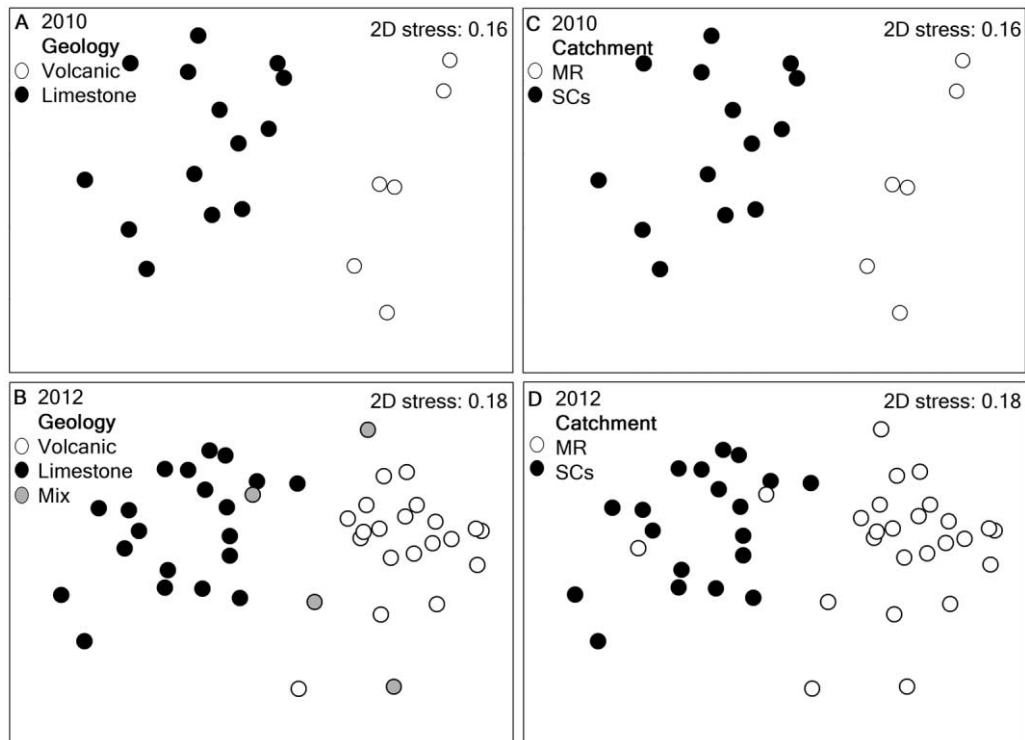 A 2010
2D stress: 0.16
Geology
Volcanic
Limestone
C 2010
2D stress: 0.16
Catchment
MR
SCs
B 2012
2D stress: 0.18
Geology
Volcanic
Limestone
Mix
D 2012
2D stress: 0.18
Catchment
MR
SCs